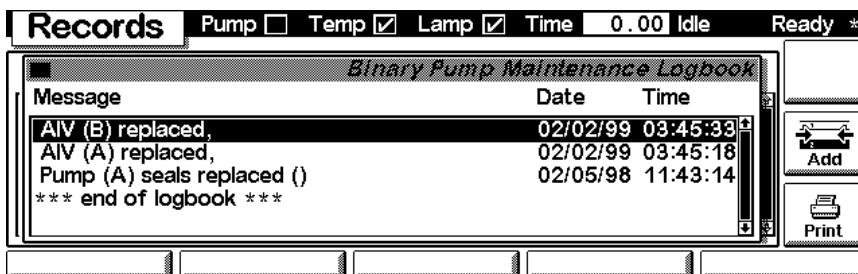 Records Pump Temp Lamp Time 0.00 Idle Ready *
Binary Pump Maintenance Logbook
Message Date Time
AIV (B) replaced, 02/02/99 03:45:33
AIV (A) replaced, 02/02/99 03:45:18
Pump (A) seals replaced () 02/05/98 11:43:14
*** end of logbook ***
Add
Print